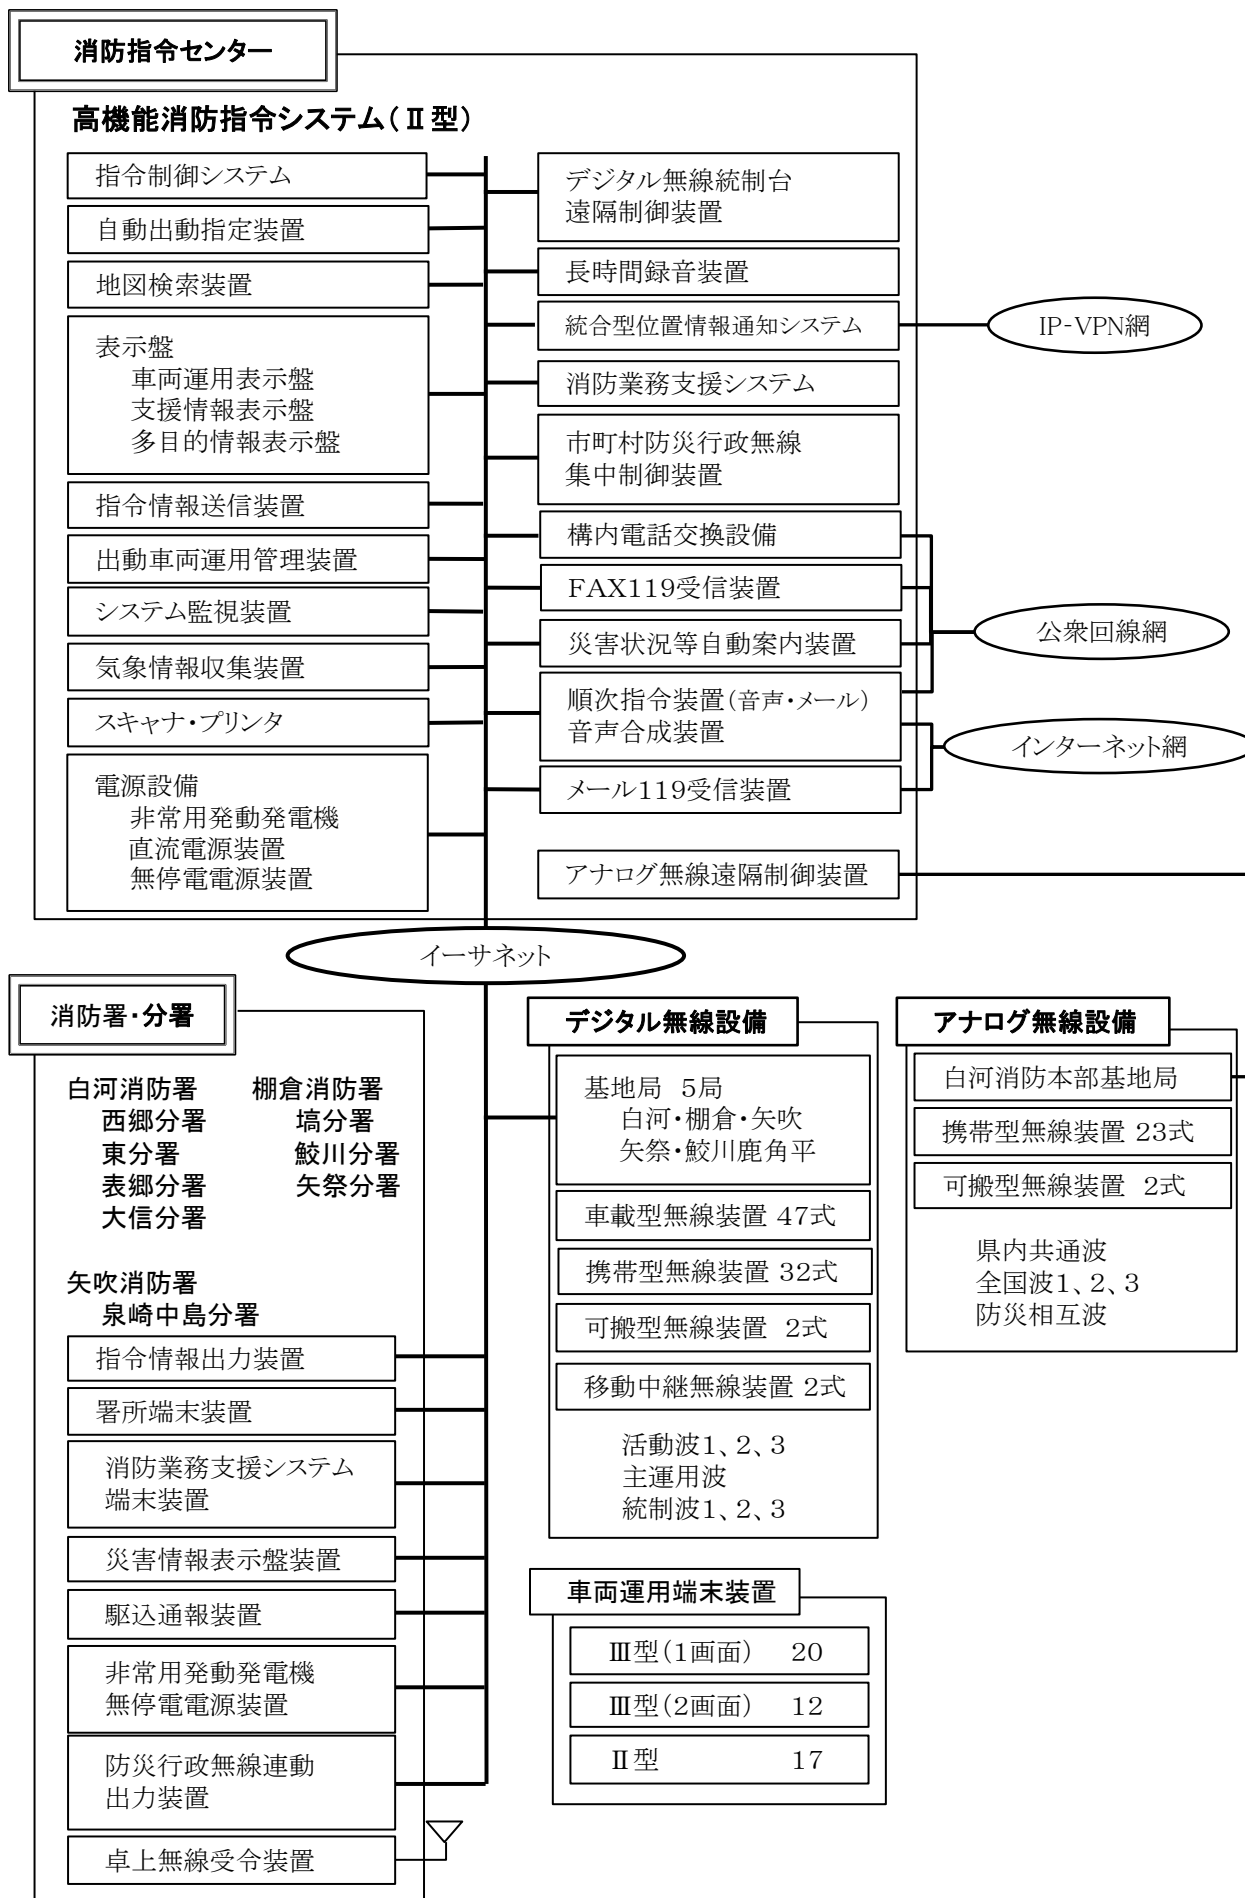 消防指令センター
高機能消防指令システム(Ⅱ型)
指令制御システム
自動出動指定装置
地図検索装置
表示盤
車両運用表示盤
支援情報表示盤
多目的情報表示盤
指令情報送信装置
出動車両運用管理装置
システム監視装置
気象情報収集装置
スキャナ・プリンタ
電源設備
非常用発動発電機
直流電源装置
無停電電源装置
デジタル無線統制台
遠隔制御装置
長時間録音装置
統合型位置情報通知システム
消防業務支援システム
市町村防災行政無線
集中制御装置
構内電話交換設備
FAX119受信装置
災害状況等自動案内装置
順次指令装置(音声・メール)
音声合成装置
メール119受信装置
アナログ無線遠隔制御装置
IP-VPN網
公衆回線網
インターネット網
イーサネット
消防署・分署
白河消防署
西郷分署
東分署
表郷分署
大信分署
棚倉消防署
塙分署
鮫川分署
矢祭分署
矢吹消防署
泉崎中島分署
指令情報出力装置
署所端末装置
消防業務支援システム
端末装置
災害情報表示盤装置
駆込通報装置
非常用発動発電機
無停電電源装置
防災行政無線連動
出力装置
卓上無線受令装置
デジタル無線設備
基地局 5局
白河・棚倉・矢吹
矢祭・鮫川鹿角平
車載型無線装置 47式
携帯型無線装置 32式
可搬型無線装置 2式
移動中継無線装置 2式
活動波1、2、3
主運用波
統制波1、2、3
アナログ無線設備
白河消防本部基地局
携帯型無線装置 23式
可搬型無線装置 2式
県内共通波
全国波1、2、3
防災相互波
車両運用端末装置
Ⅲ型(1画面) 20
Ⅲ型(2画面) 12
Ⅱ型 17